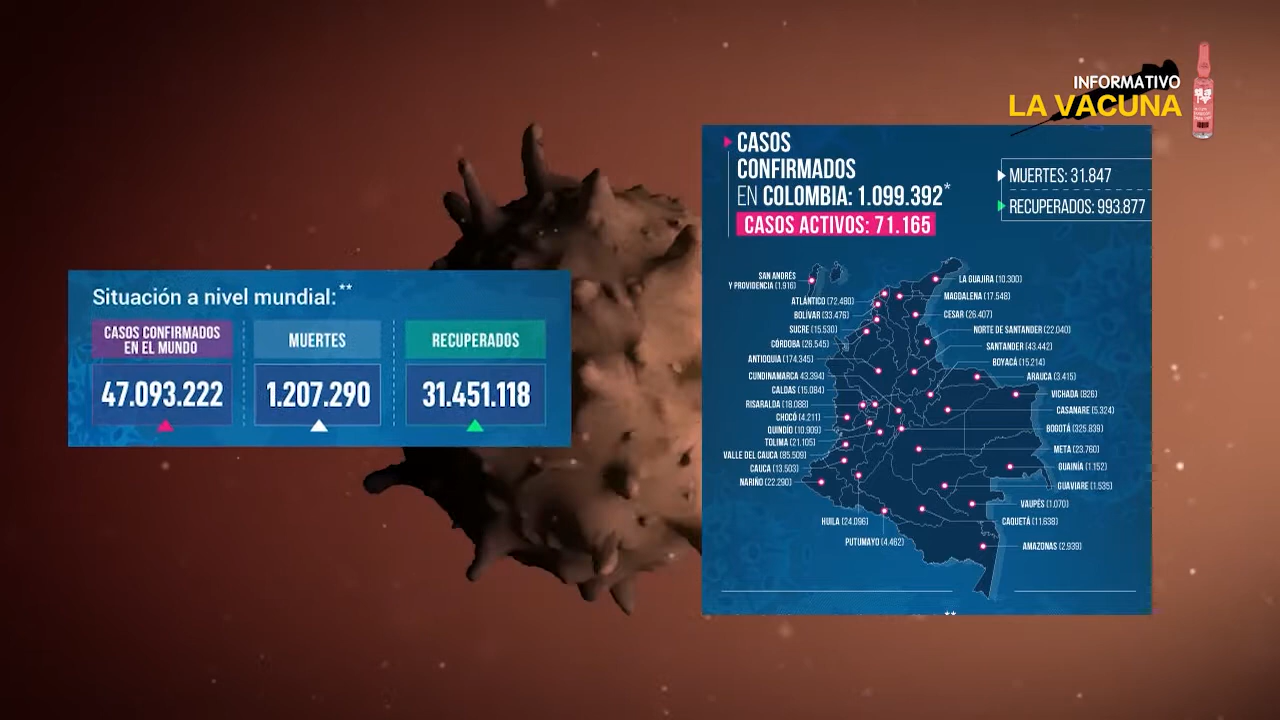 INFORMATIVO
LA VACUNA
CASOS
CONFIRMADOS
EN COLOMBIA: 1.099.392*
CASOS ACTIVOS: 71.165
MUERTES: 31.847
RECUPERADOS: 993.877
Situación a nivel mundial:**
CASOS CONFIRMADOS
EN EL MUNDO
47.093.222
MUERTES
1.207.290
RECUPERADOS
31.451.118
SAN ANDRÉS
Y PROVIDENCIA (1.916)
ATLÁNTICO (72.480)
BOLÍVAR (33.476)
SUCRE (15.530)
CÓRDOBA (26.545)
ANTIOQUIA (174.345)
CUNDINAMARCA 43.394)
CALDAS (15.084)
RISARALDA (18.088)
CHOCÓ (4.211)
QUINDÍO (10.909)
TOLIMA (21.105)
VALLE DEL CAUCA (85.509)
CAUCA (13.503)
NARIÑO (22.290)
HUILA (24.096)
PUTUMAYO (4.462)
LA GUAJIRA (10.300)
MAGDALENA (17.548)
CESAR (26.407)
NORTE DE SANTANDER (22.040)
SANTANDER (43.442)
BOYACÁ (15.214)
ARAUCA (3.415)
VICHADA (826)
CASANARE (5.324)
BOGOTÁ (325.839)
META (23.760)
GUAINÍA (1.152)
GUAVIARE (1.535)
VAUPÉS (1.070)
CAQUETÁ (11.638)
AMAZONAS (2.939)
**